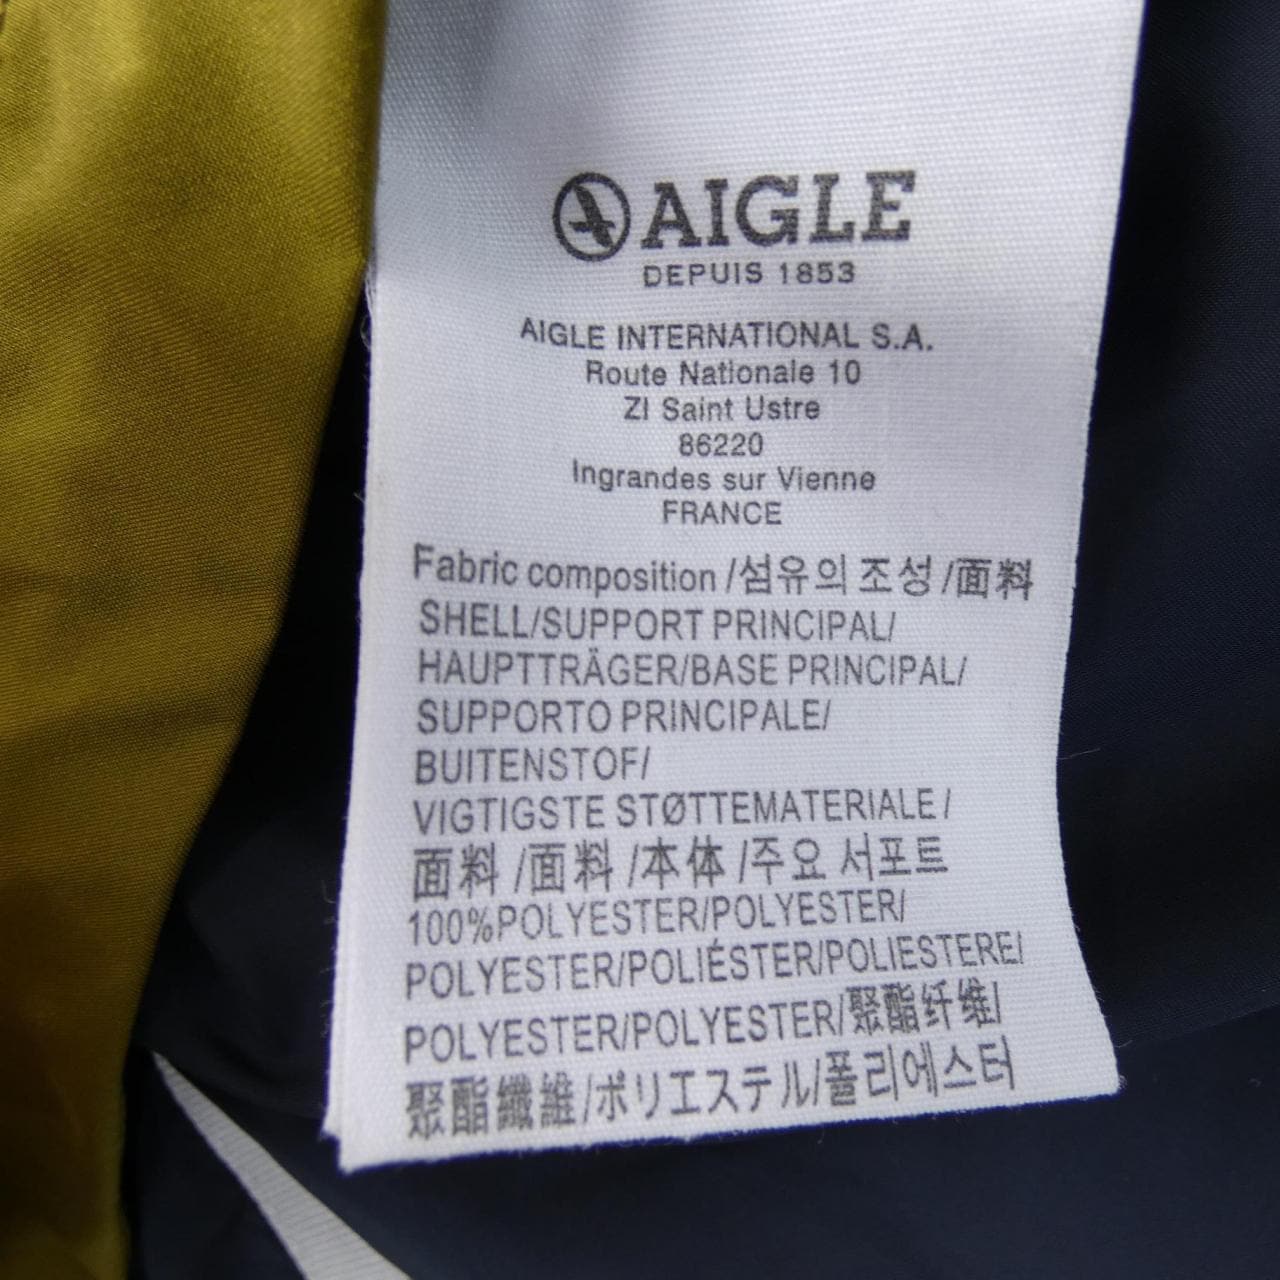 AIGLE
DEPUIS 1853
AIGLE INTERNATIONAL S.A.
Route Nationale 10
ZI Saint Ustre
86220
Ingrandes sur Vienne
FRANCE
Fabric composition /섬유의 조성 /面料
SHELL/SUPPORT PRINCIPAL/
HAUPTTRÄGER/BASE PRINCIPAL/
SUPPORTO PRINCIPALE/
BUITENSTOF/
VIGTIGSTE STØTTEMATERIALE /
面料 /面料 /本体 /주요 서포트
100%POLYESTER/POLYESTER/
POLYESTER/POLIÉSTER/POLIESTERE/
POLYESTER/POLYESTER/聚酯纤维/
聚酯纖維/ポリエステル/폴리에스터